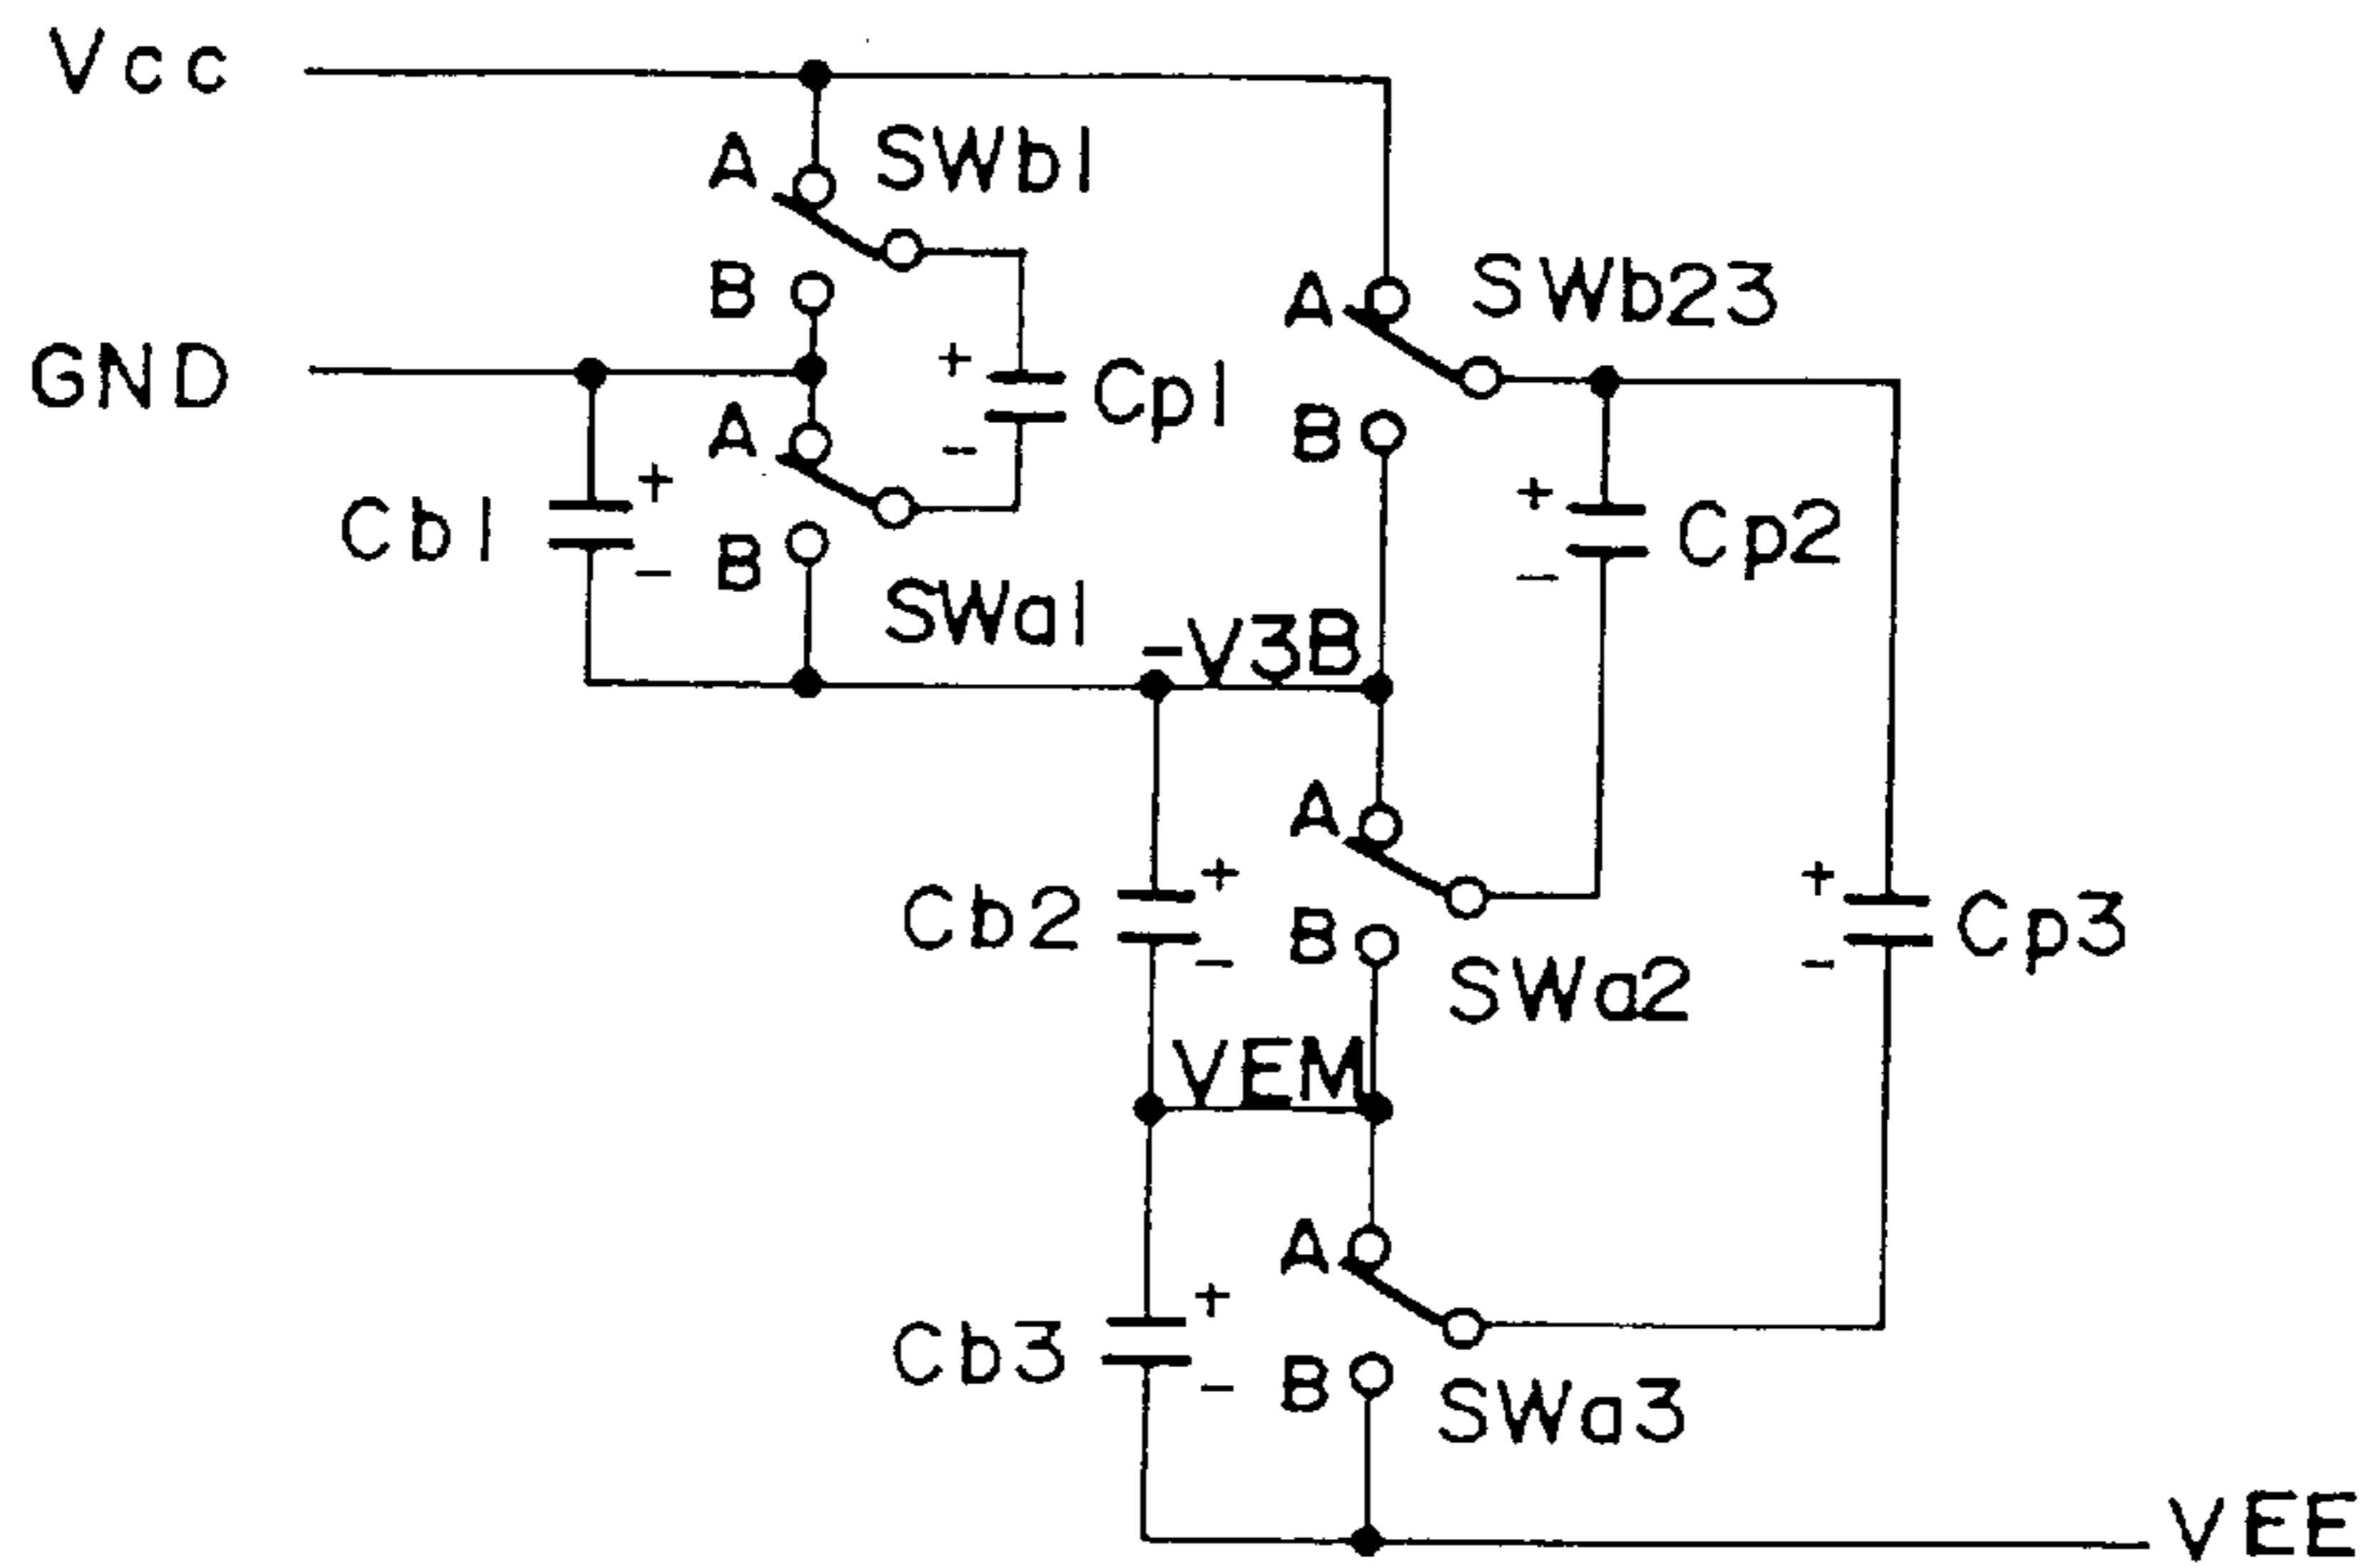 Vcc
A SWb1
B
GND
+ Cp1 -
A
Cb1 + -
B
SWa1
A SWb23
B
+ Cp2 -
-V3B
A
B
SWa2
Cb2 + -
+ Cp3 -
VEM
A
B
SWa3
Cb3 + -
VEE